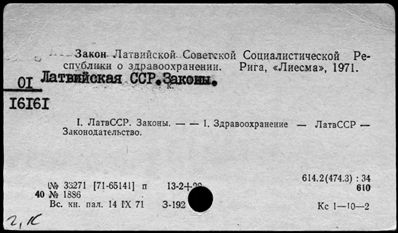 Закон Латвийской Советской Социалистической Ре-
спублики о здравоохранении. Рига, «Лиесма», 1971.
01 Латвийская ССР.Законы.
к.
16161
1. ЛатвССР. Законы. — — 1. Здравоохранение — ЛатвССР —
Законодательство.
614.2(474.3) : 34
610
№ 33271 [71-65141] п 13-2+20
40 № 1886
Вс. кн. пал. 14 IX 71 З-192 Кс 1—10—2
2, к